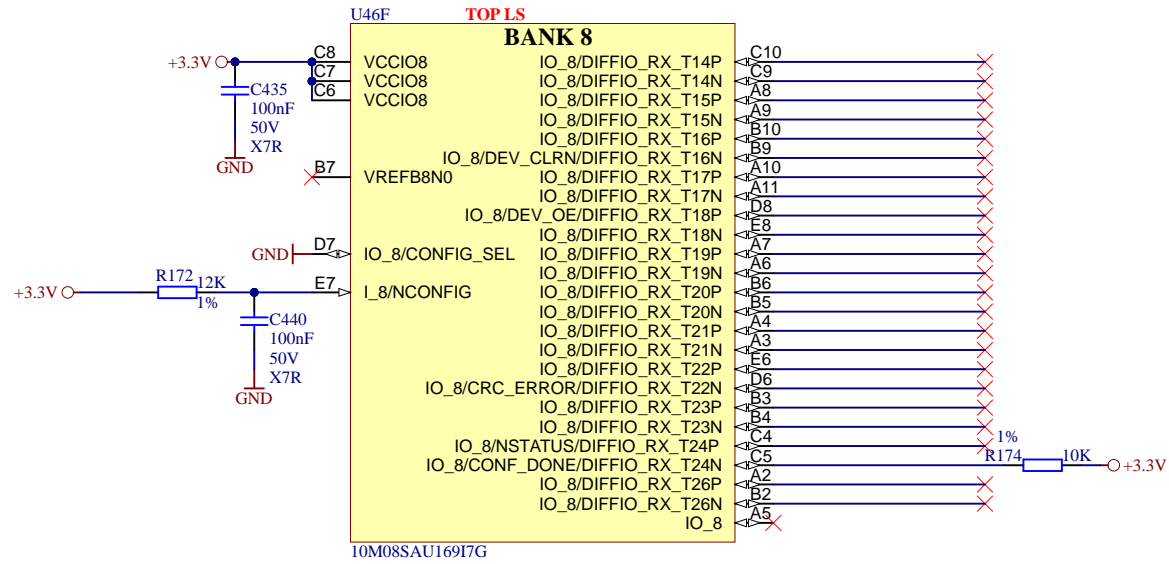 U46F
TOP LS
BANK 8
+3.3V
C8
VCCIO8
C7
VCCIO8
C6
VCCIO8
C435
100nF
50V
X7R
GND
B7
VREFB8N0
GND
D7
IO_8/CONFIG_SEL
+3.3V
R172
12K
1%
E7
I_8/NCONFIG
C440
100nF
50V
X7R
GND
IO_8/DIFFIO_RX_T14P C10
IO_8/DIFFIO_RX_T14N C9
IO_8/DIFFIO_RX_T15P A8
IO_8/DIFFIO_RX_T15N A9
IO_8/DIFFIO_RX_T16P B10
IO_8/DEV_CLRN/DIFFIO_RX_T16N B9
IO_8/DIFFIO_RX_T17P A10
IO_8/DIFFIO_RX_T17N A11
IO_8/DEV_OE/DIFFIO_RX_T18P D8
IO_8/DIFFIO_RX_T18N E8
IO_8/DIFFIO_RX_T19P A7
IO_8/DIFFIO_RX_T19N A6
IO_8/DIFFIO_RX_T20P B6
IO_8/DIFFIO_RX_T20N B5
IO_8/DIFFIO_RX_T21P A4
IO_8/DIFFIO_RX_T21N A3
IO_8/DIFFIO_RX_T22P E6
IO_8/CRC_ERROR/DIFFIO_RX_T22N D6
IO_8/DIFFIO_RX_T23P B3
IO_8/DIFFIO_RX_T23N B4
IO_8/NSTATUS/DIFFIO_RX_T24P C4
IO_8/CONF_DONE/DIFFIO_RX_T24N C5
1%
R174
10K
+3.3V
IO_8/DIFFIO_RX_T26P A2
IO_8/DIFFIO_RX_T26N B2
IO_8 A5
10M08SAU169I7G